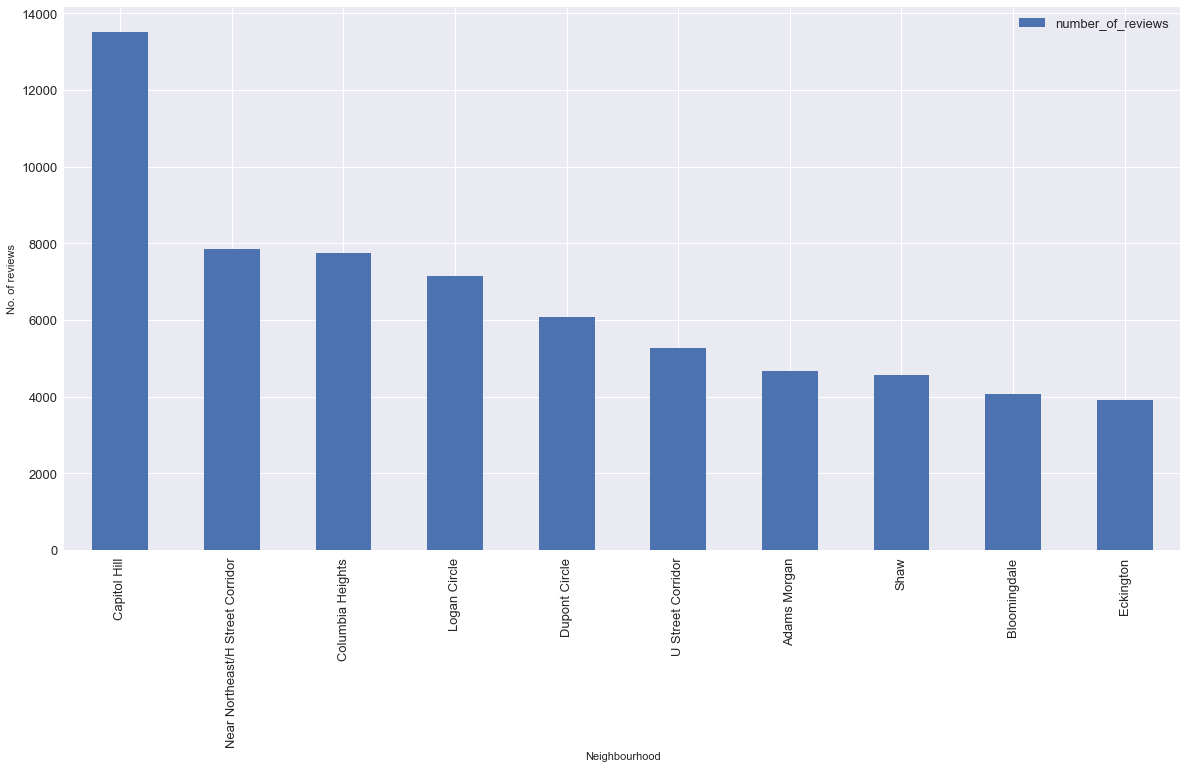 14000
12000
10000
8000
6000
4000
2000
0
No. of reviews
number_of_reviews
Capitol Hill
Near Northeast/H Street Corridor
Columbia Heights
Logan Circle
Dupont Circle
U Street Corridor
Adams Morgan
Shaw
Bloomingdale
Eckington
Neighbourhood